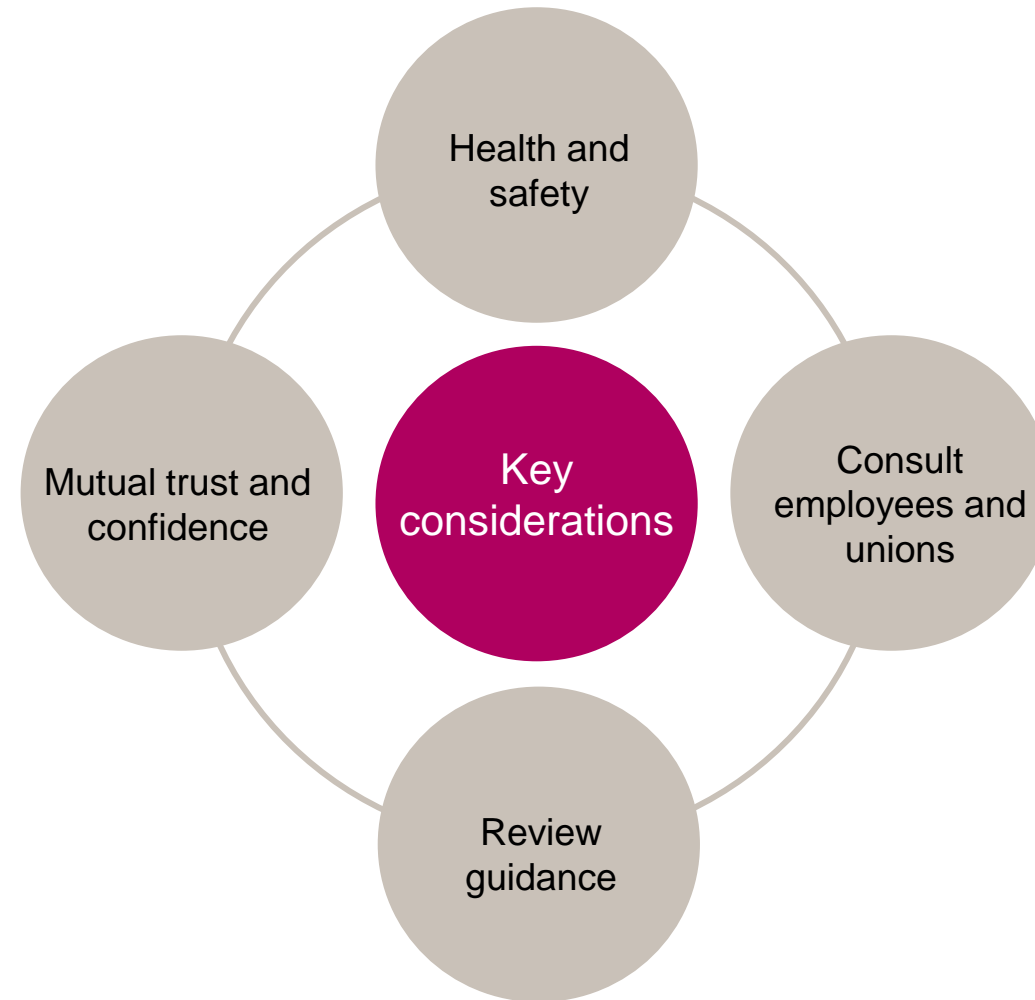 Health and
safety
Mutual trust and
confidence
Key
considerations
Consult
employees and
unions
Review
guidance